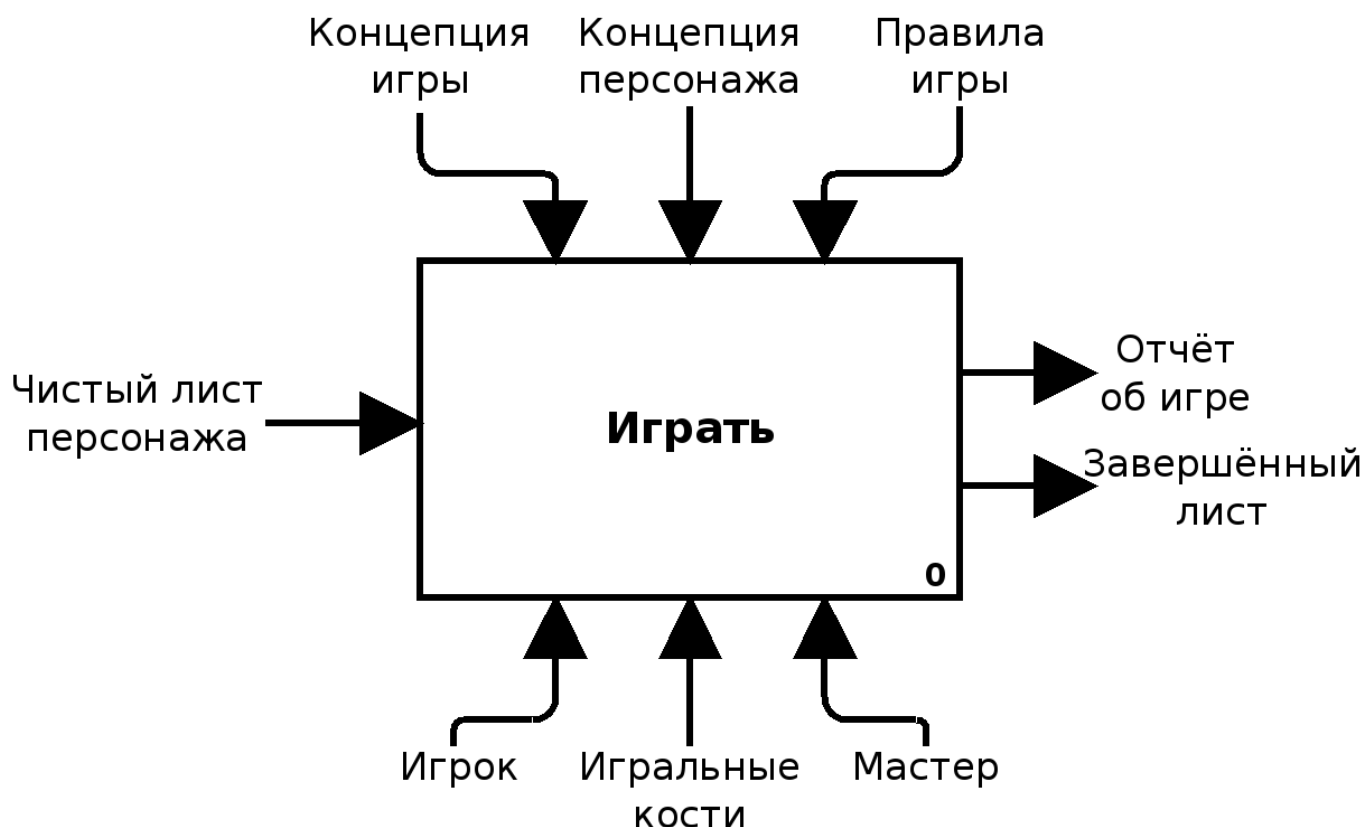 Концепция
игры
Концепция
персонажа
Правила
игры
Чистый лист
персонажа
Играть
0
Отчёт
об игре
Завершённый
лист
Игрок
Игральные
кости
Мастер